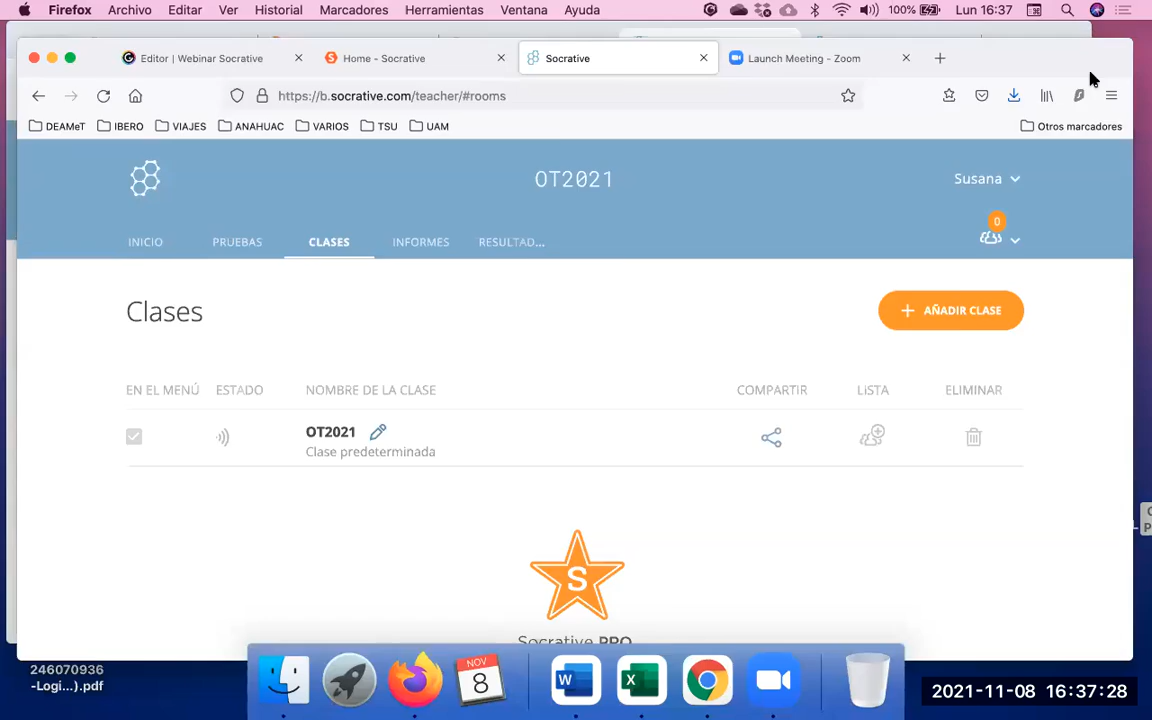 Firefox Archivo Editar Ver Historial Marcadores Herramientas Ventana Ayuda 100% Lun 16:37
Editor | Webinar Socrative Home - Socrative Socrative Launch Meeting - Zoom
https://b.socrative.com/teacher/#rooms
DEAMeT IBERO VIAJES ANAHUAC VARIOS TSU UAM Otros marcadores
OT2021 Susana
0
INICIO PRUEBAS CLASES INFORMES RESULTAD...
Clases + AÑADIR CLASE
EN EL MENÚ ESTADO NOMBRE DE LA CLASE COMPARTIR LISTA ELIMINAR
OT2021
Clase predeterminada
S
Socrative PRO
246070936
-Logi...).pdf
NOV
8
W
X
2021-11-08 16:37:28